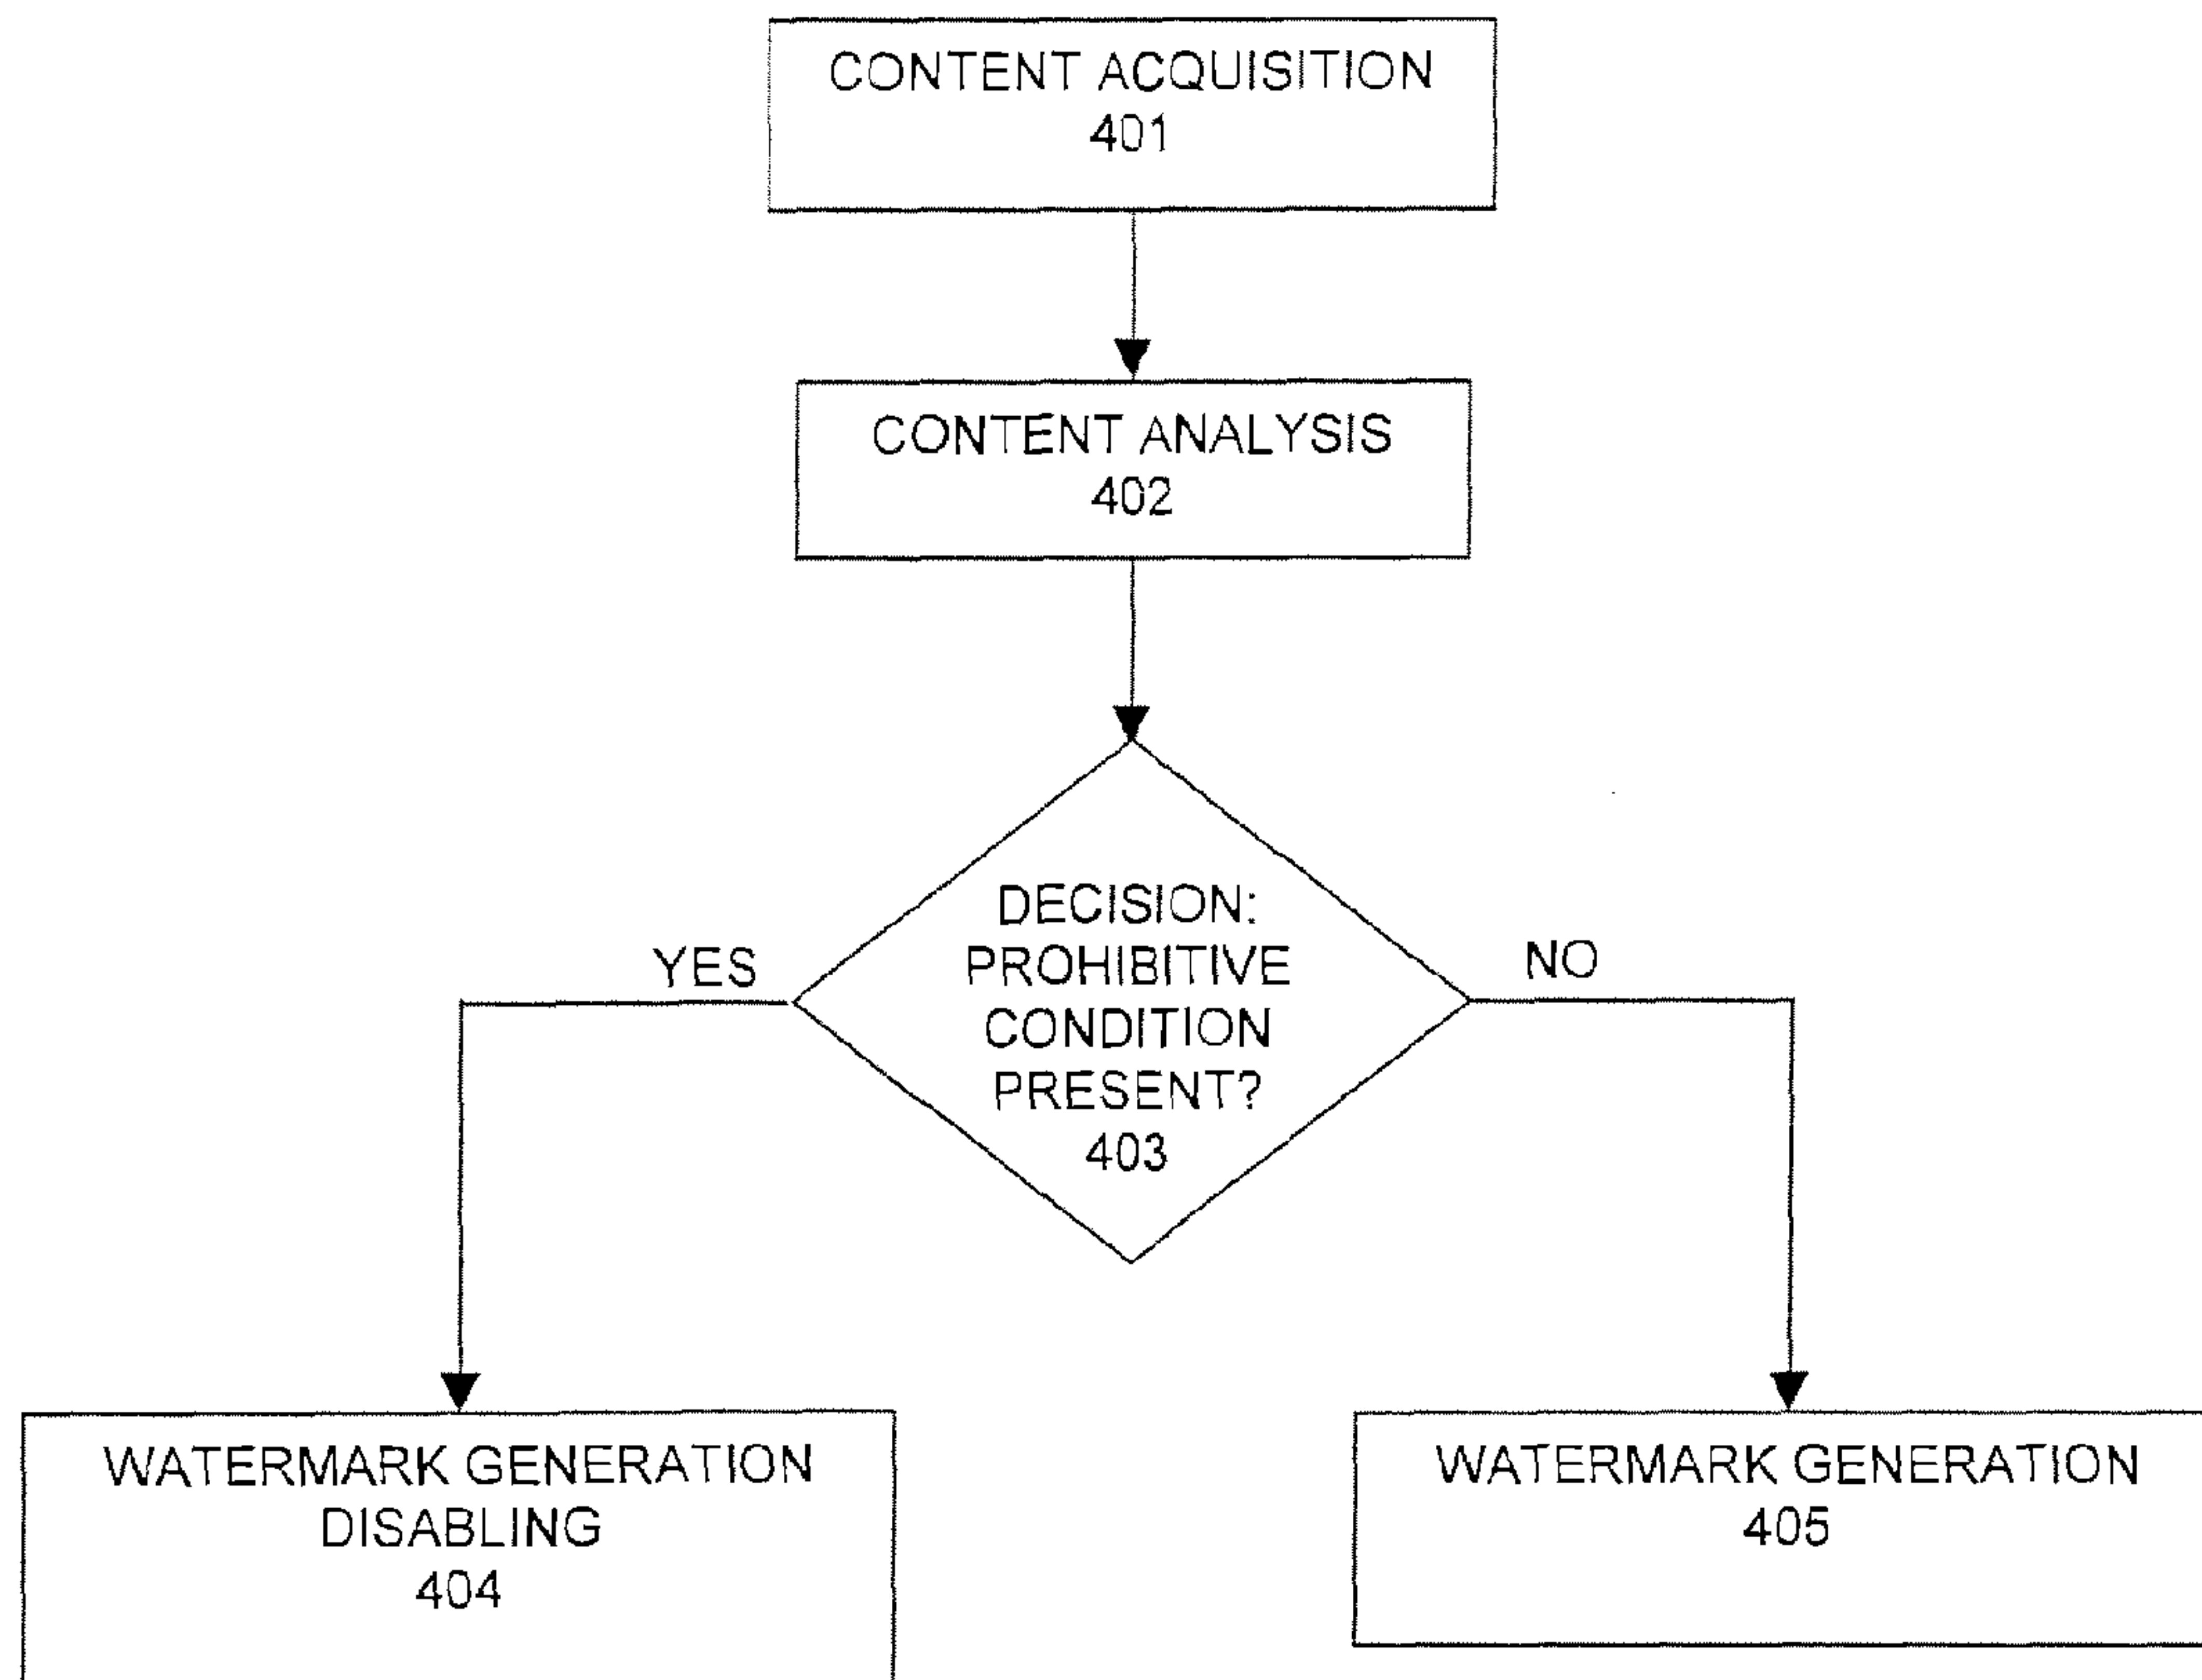 CONTENT ACQUISITION
401
CONTENT ANALYSIS
402
DECISION:
PROHIBITIVE
CONDITION
PRESENT?
403
YES
NO
WATERMARK GENERATION
DISABLING
404
WATERMARK GENERATION
405